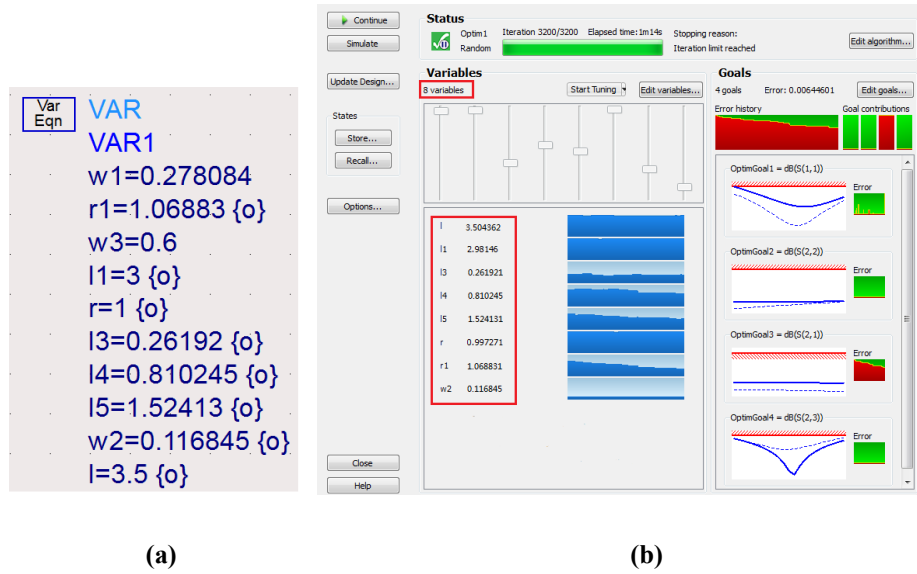 Var
Eqn
VAR
VAR1
w1=0.278084
r1=1.06883 {o}
w3=0.6
l1=3 {o}
r=1 {o}
l3=0.26192 {o}
l4=0.810245 {o}
l5=1.52413 {o}
w2=0.116845 {o}
l=3.5 {o}
(a)
Continue
Simulate
Update Design...
States
Store...
Recall...
Options...
Close
Help
Status
Optim1 Iteration 3200/3200 Elapsed time:1m14s Stopping reason:
Random Iteration limit reached
Edit algorithm...
Variables
8 variables Start Tuning Edit variables...
l 3.504362
l1 2.98146
l3 0.261921
l4 0.810245
l5 1.524131
r 0.997271
r1 1.068831
w2 0.116845
Goals
4 goals Error: 0.00644601 Edit goals...
Error history Goal contributions
OptimGoal1 = dB(S(1,1))
Error
OptimGoal2 = dB(S(2,2))
Error
OptimGoal3 = dB(S(2,1))
Error
OptimGoal4 = dB(S(2,3))
Error
(b)